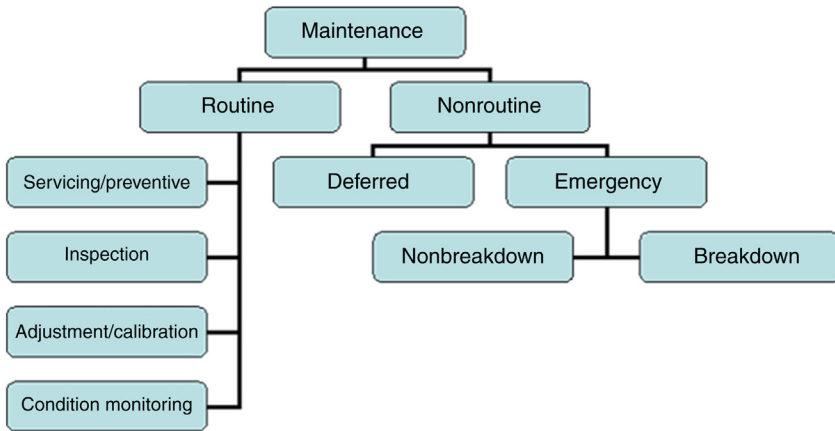 Maintenance
Routine
Nonroutine
Servicing/preventive
Deferred
Emergency
Inspection
Nonbreakdown
Breakdown
Adjustment/calibration
Condition monitoring